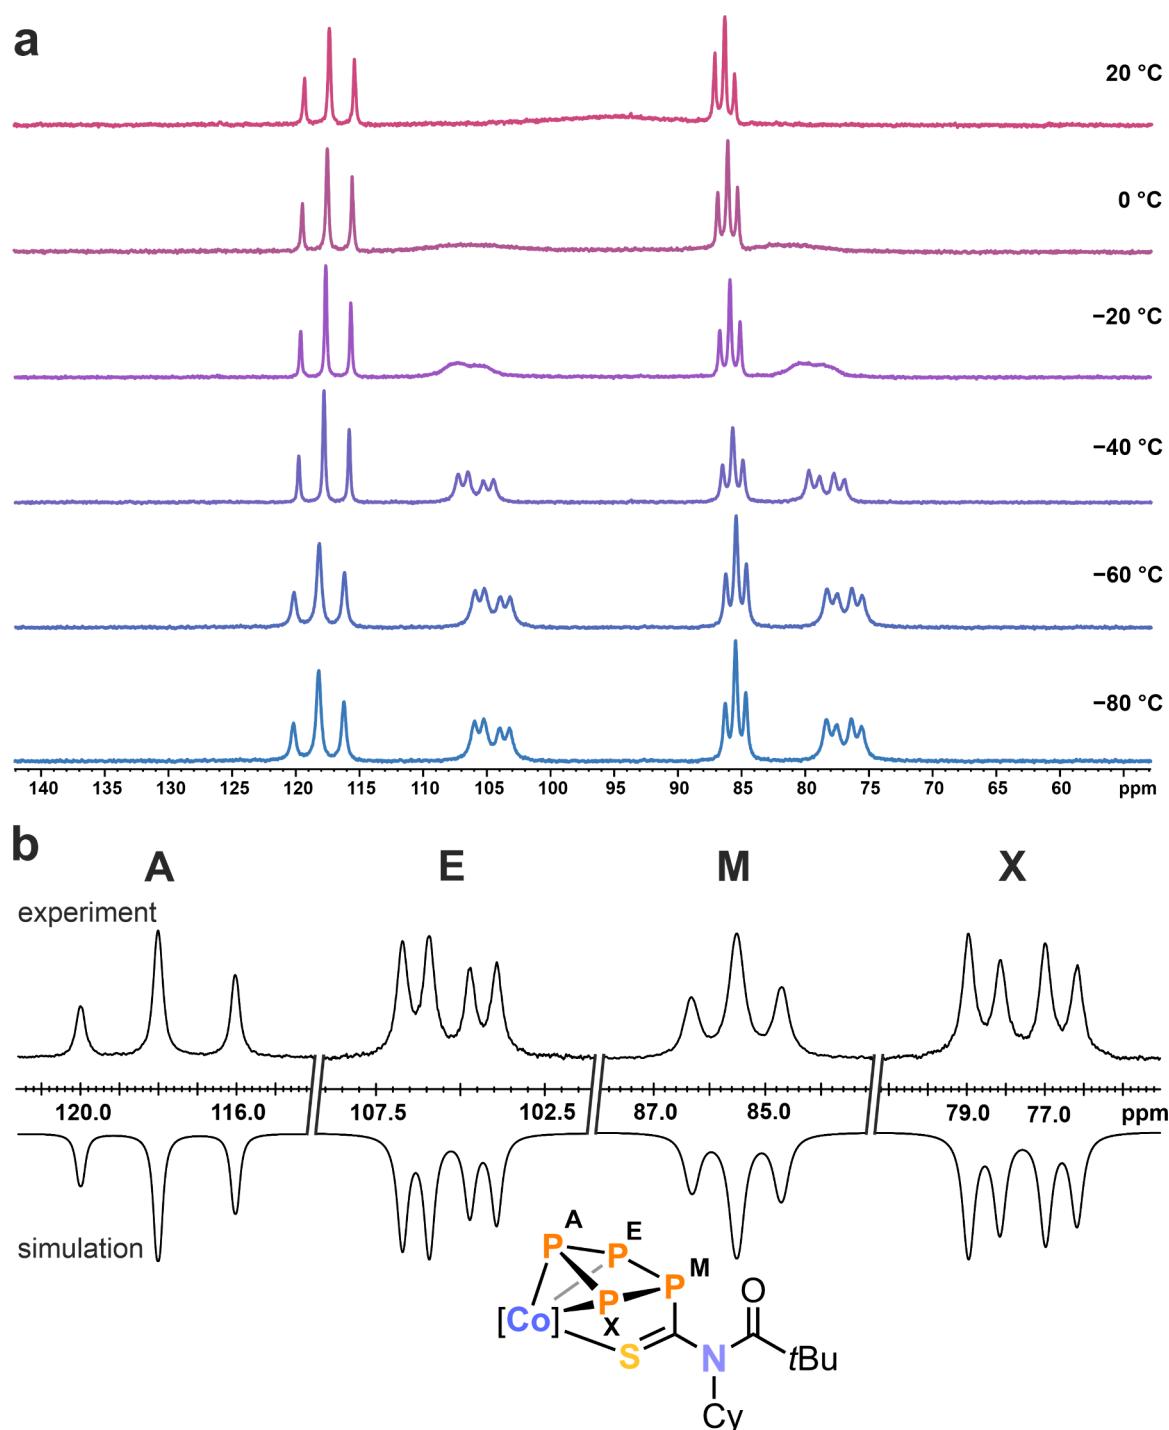 a
20 °C
0 °C
−20 °C
−40 °C
−60 °C
−80 °C
140 135 130 125 120 115 110 105 100 95 90 85 80 75 70 65 60 ppm
b
A E M X
experiment
120.0 116.0 107.5 102.5 87.0 85.0 79.0 77.0 ppm
simulation
A
P
E
P
M
P
P
X
[Co]
S
O
N
tBu
Cy